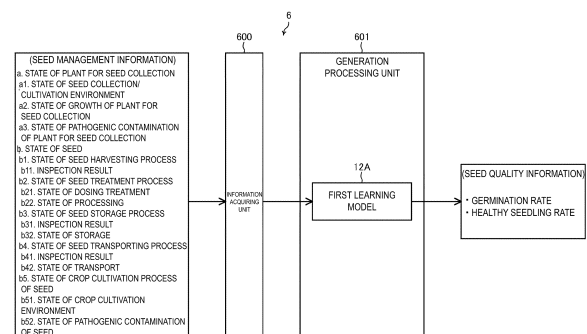 6
600
601
(SEED MANAGEMENT INFORMATION)
a. STATE OF PLANT FOR SEED COLLECTION
a1. STATE OF SEED COLLECTION/
CULTIVATION ENVIRONMENT
a2. STATE OF GROWTH OF PLANT FOR
SEED COLLECTION
a3. STATE OF PATHOGENIC CONTAMINATION
OF PLANT FOR SEED COLLECTION
b. STATE OF SEED
b1. STATE OF SEED HARVESTING PROCESS
b11. INSPECTION RESULT
b2. STATE OF SEED TREATMENT PROCESS
b21. STATE OF DOSING TREATMENT
b22. STATE OF PROCESSING
b3. STATE OF SEED STORAGE PROCESS
b31. INSPECTION RESULT
b32. STATE OF STORAGE
b4. STATE OF SEED TRANSPORTING PROCESS
b41. INSPECTION RESULT
b42. STATE OF TRANSPORT
b5. STATE OF CROP CULTIVATION PROCESS
OF SEED
b51. STATE OF CROP CULTIVATION
ENVIRONMENT
b52. STATE OF PATHOGENIC CONTAMINATION
OF SEED
INFORMATION
ACQUIRING
UNIT
GENERATION
PROCESSING UNIT
12A
FIRST LEARNING
MODEL
(SEED QUALITY INFORMATION)
• GERMINATION RATE
• HEALTHY SEEDLING RATE